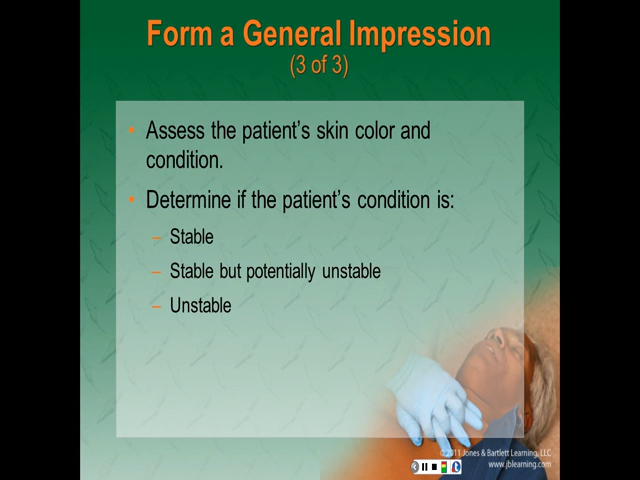 Form a General Impression
(3 of 3)
• Assess the patient's skin color and
condition.
• Determine if the patient's condition is:
– Stable
– Stable but potentially unstable
– Unstable
©2011 Jones & Bartlett Learning, LLC
www.jblearning.com